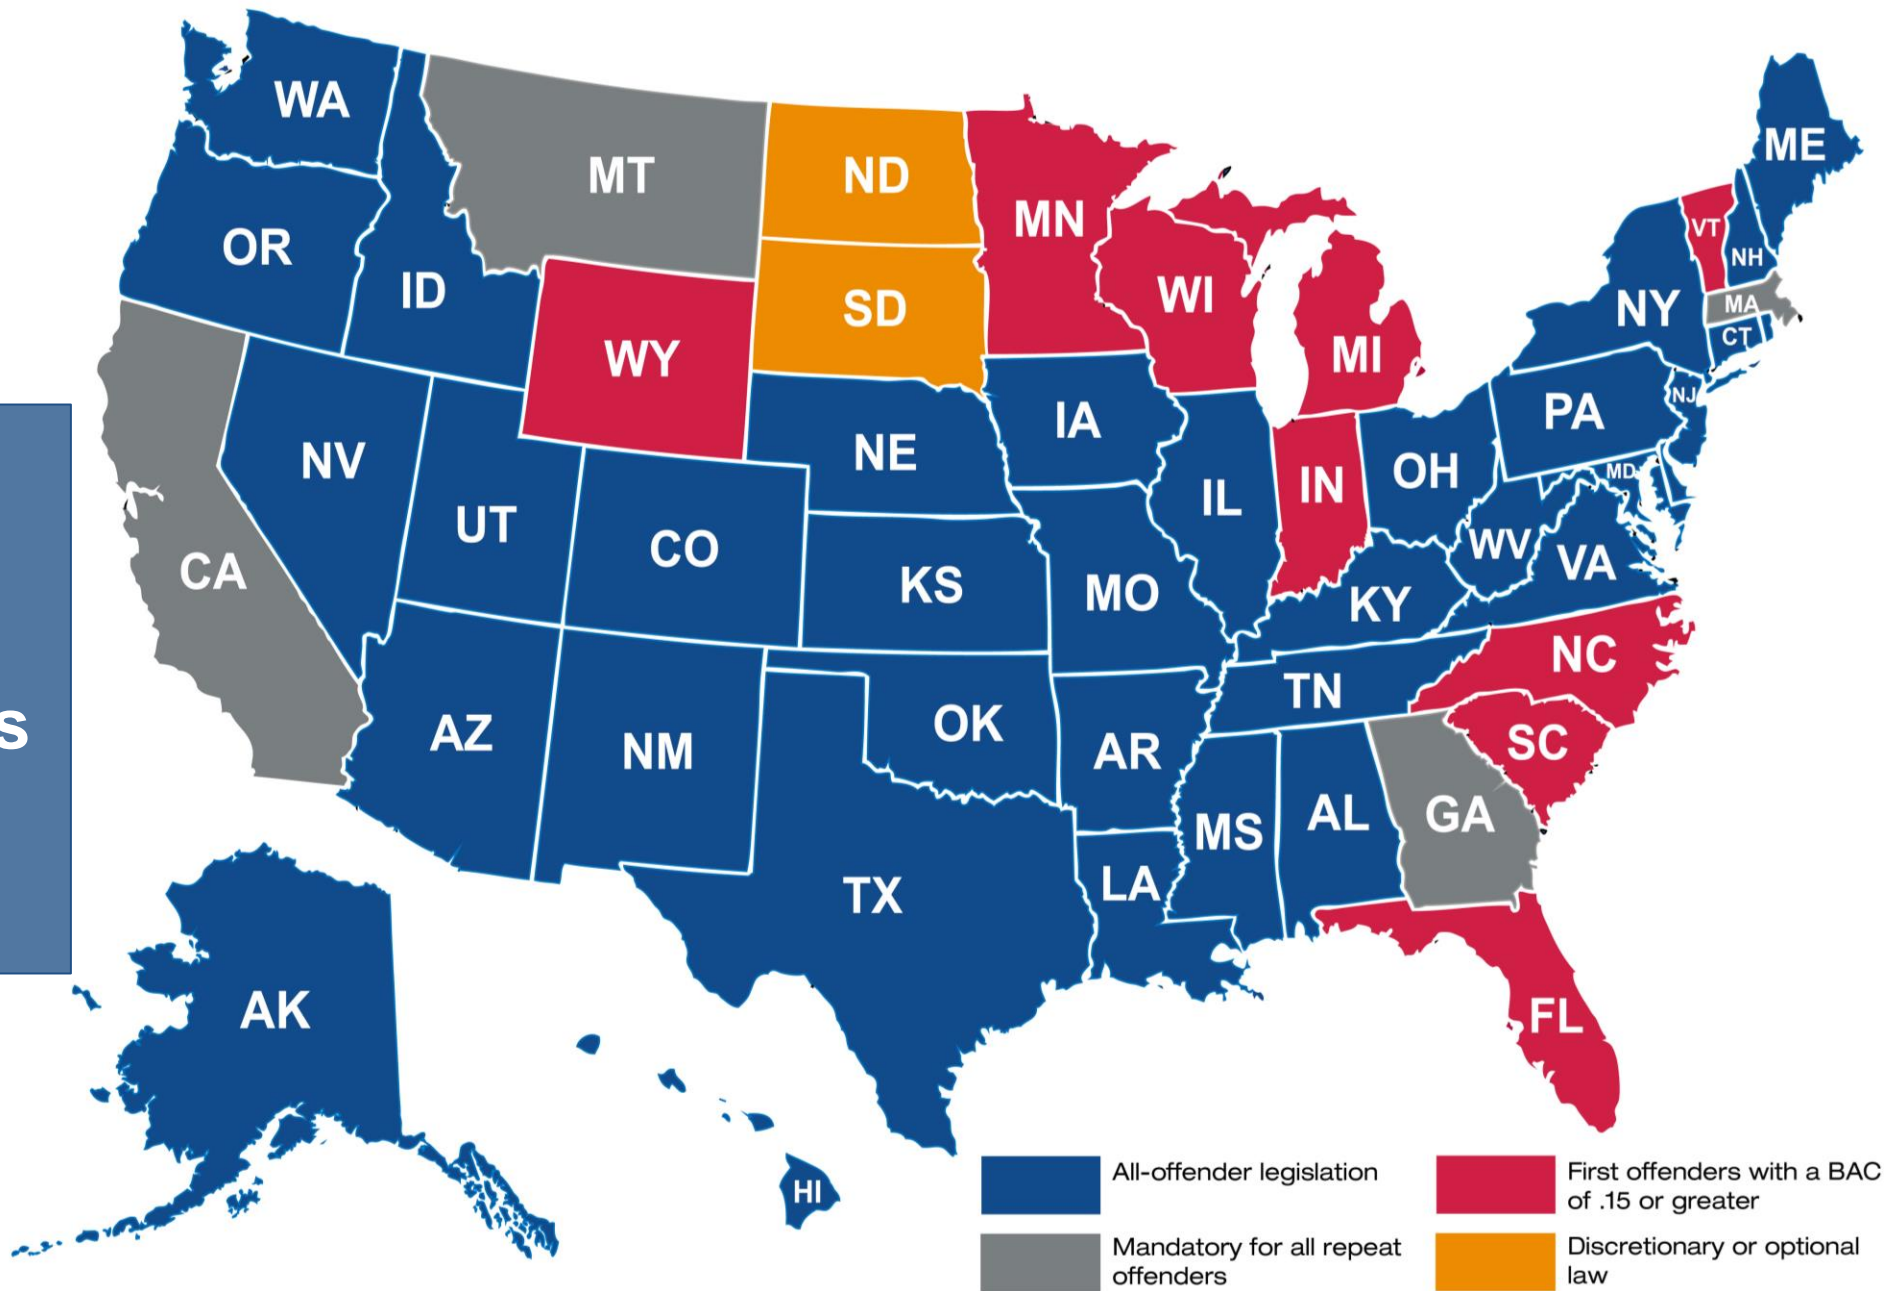 WA
MT
ND
MN
ME
OR
ID
SD
WI
VT
NH
WY
MI
NY
MA
CT
NV
NE
IA
PA
NJ
UT
CO
IL
IN
OH
MD
CA
KS
MO
WV
VA
KY
AZ
NM
OK
AR
TN
NC
SC
TX
LA
MS
AL
GA
s
AK
FL
HI
All-offender legislation
First offenders with a BAC
of .15 or greater
Mandatory for all repeat
offenders
Discretionary or optional
law